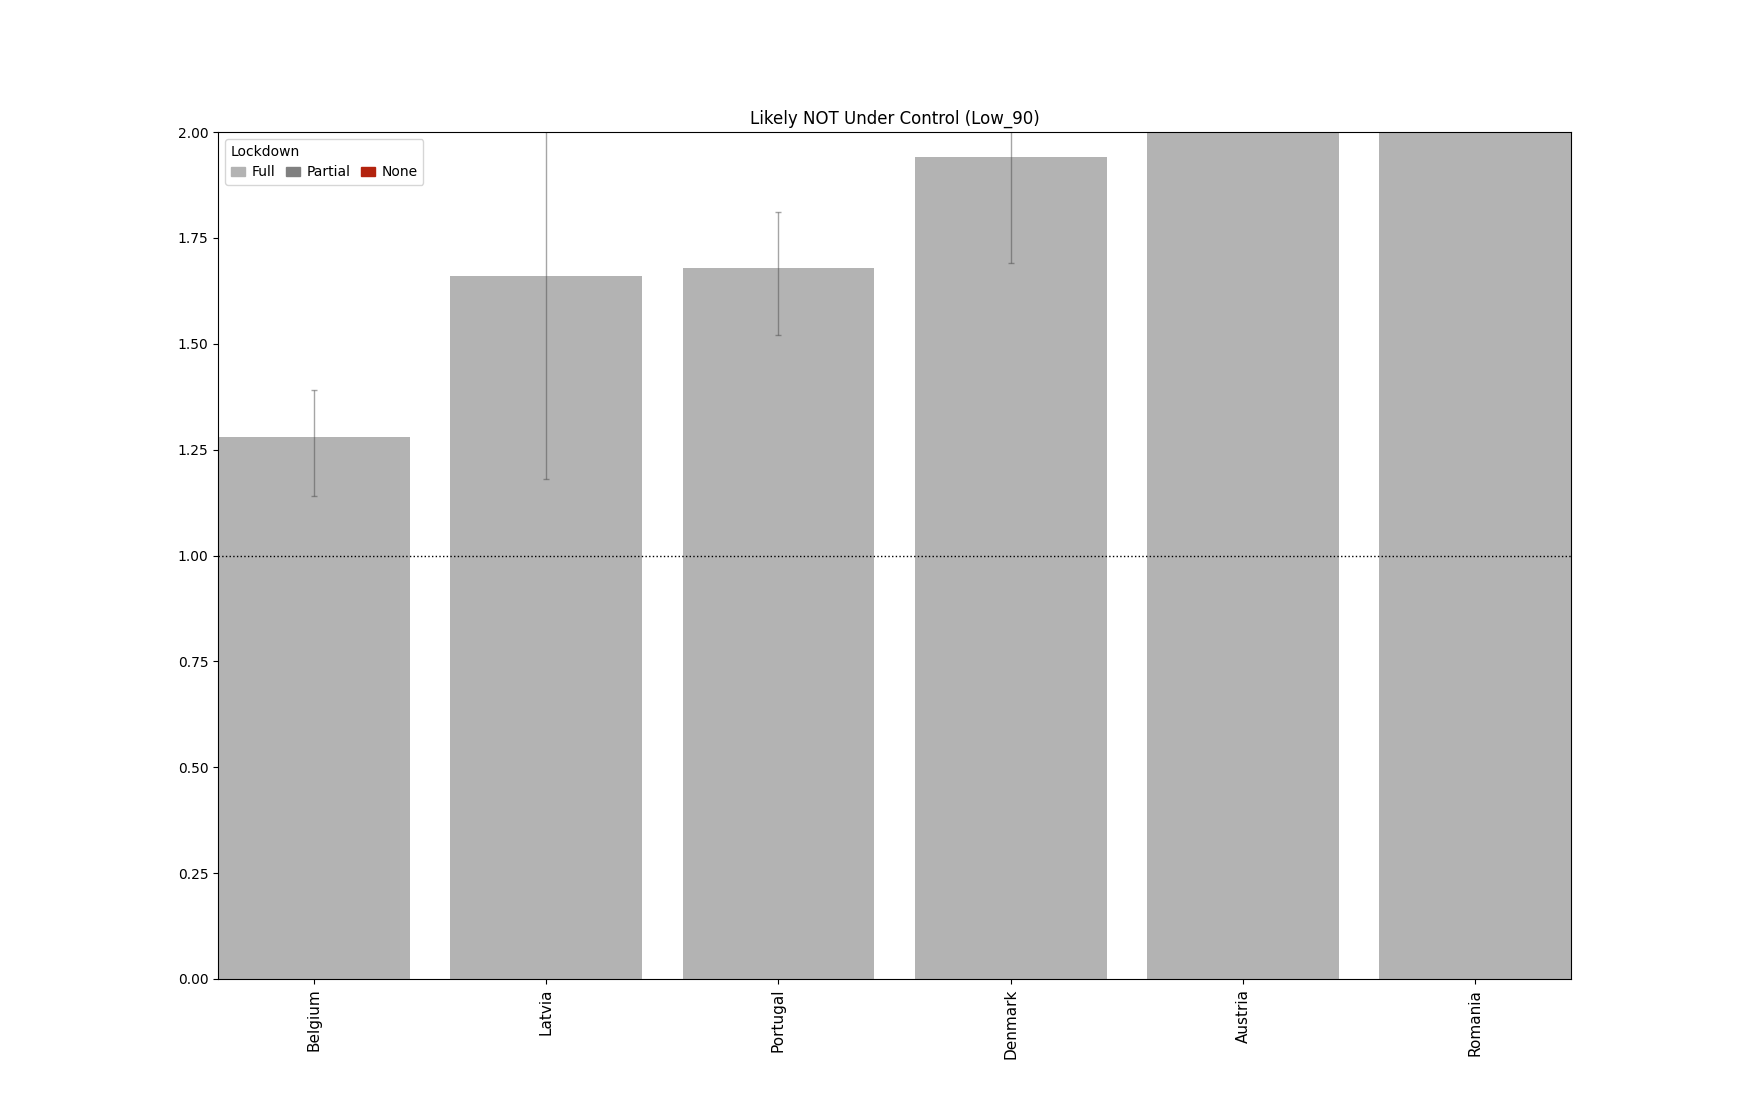 Likely NOT Under Control (Low_90)
Lockdown
Full Partial None
2.00
1.75
1.50
1.25
1.00
0.75
0.50
0.25
0.00
Belgium
Latvia
Portugal
Denmark
Austria
Romania